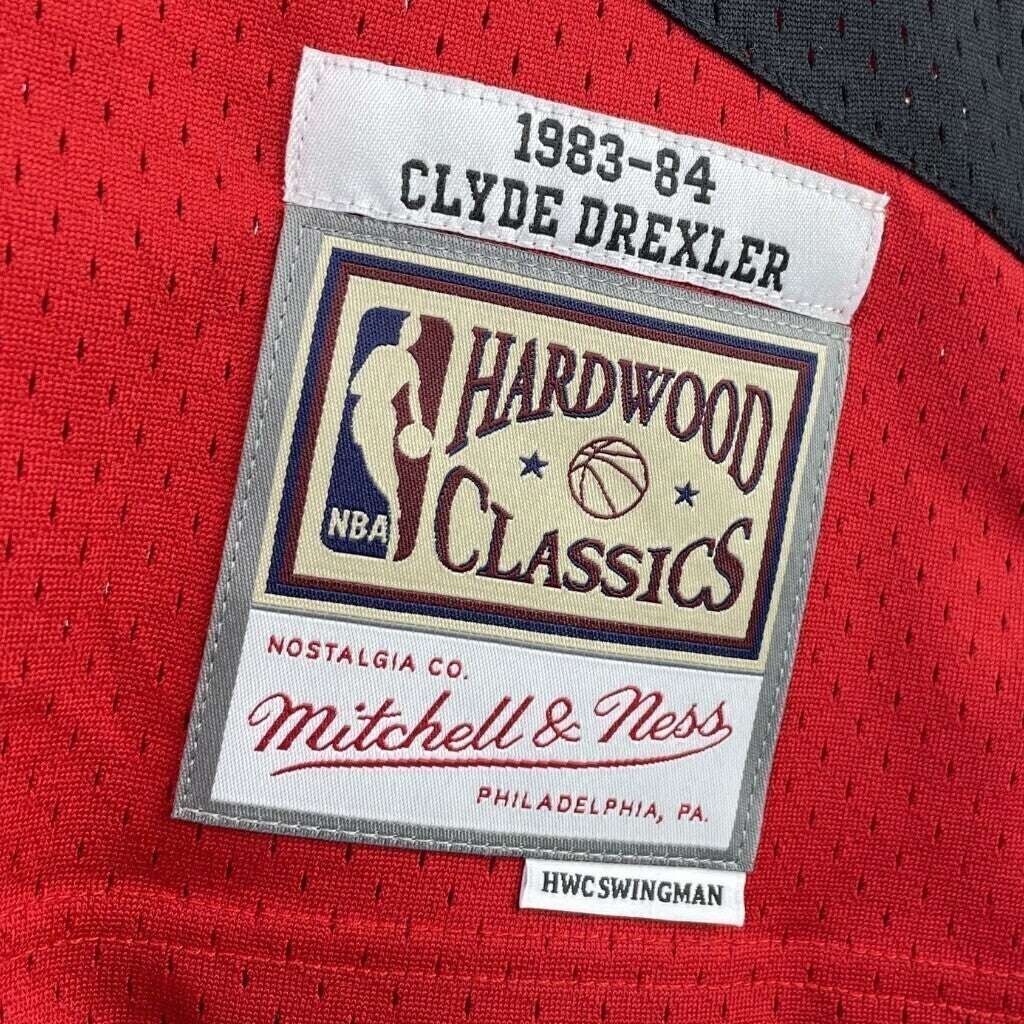 1983-84
CLYDE DREXLER
HARDWOOD
CLASSICS
NBA
NOSTALGIA CO.
Mitchell & Ness
PHILADELPHIA, PA.
HWC SWINGMAN